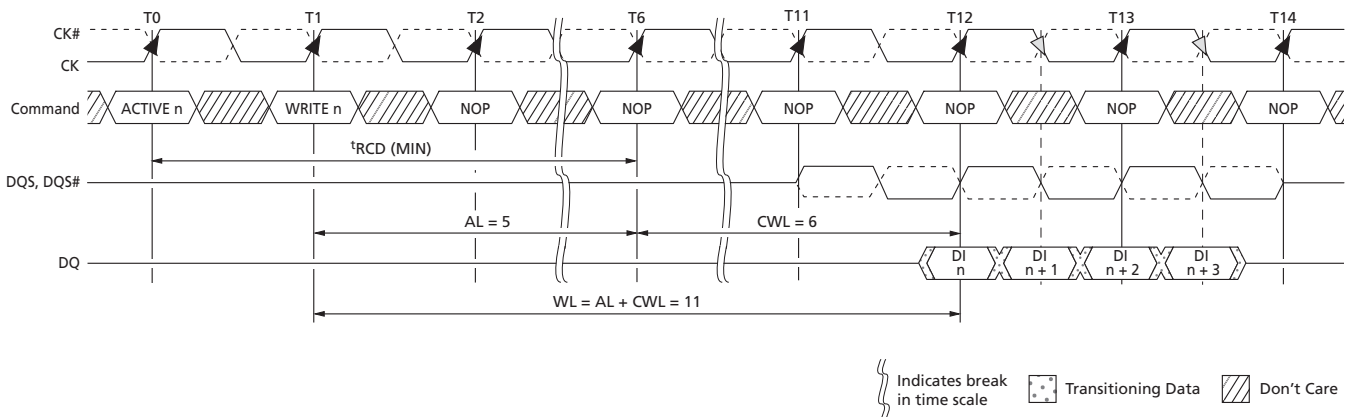 T0 T1 T2 T6 T11 T12 T13 T14
CK#
CK
Command ACTIVE n WRITE n NOP NOP NOP NOP NOP NOP
tRCD (MIN)
DQS, DQS#
AL = 5 CWL = 6
DQ DI n DI n + 1 DI n + 2 DI n + 3
WL = AL + CWL = 11
Indicates break
in time scale
Transitioning Data
Don't Care